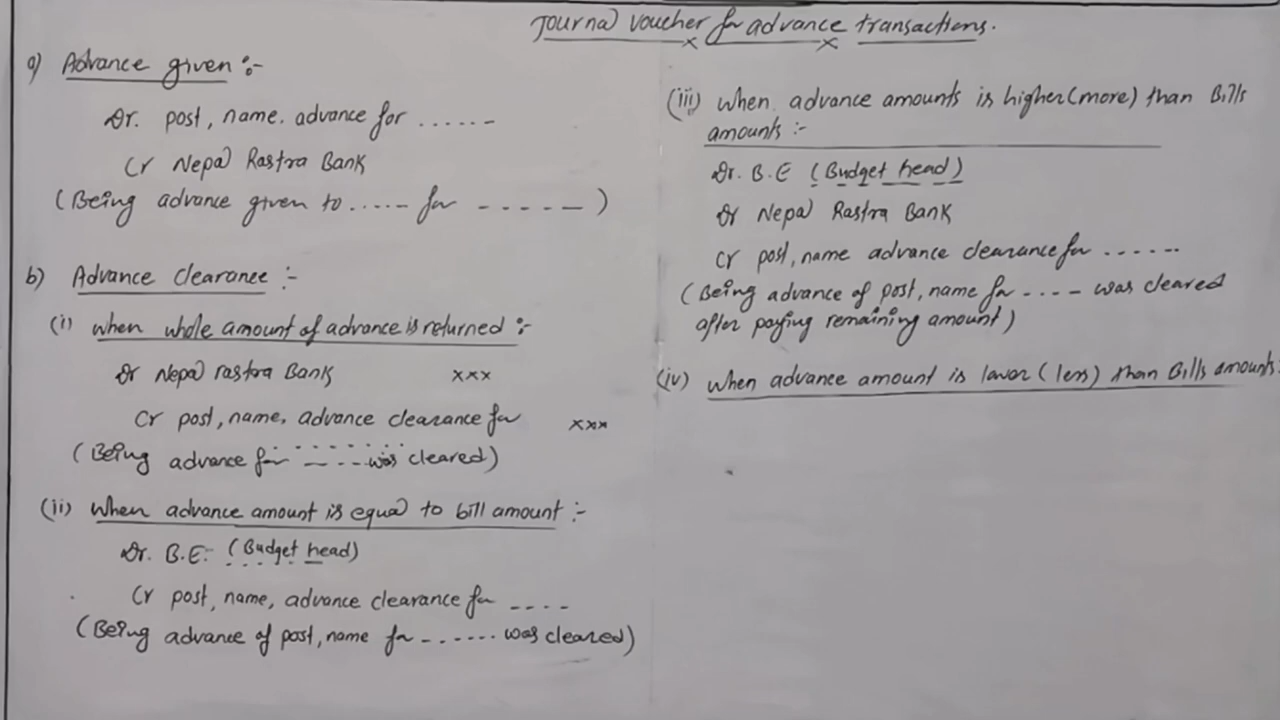 Journal voucher for advance transactions.
a) Advance given :-
Dr. post, name. advance for ......
Cr Nepal Rastra Bank
(Being advance given to ..... for ------)
b) Advance clearance :-
(i) when whole amount of advance is returned :-
Dr Nepal rastra Bank xxx
Cr post, name, advance clearance for xxx
(Being advance for ...... was cleared)
(ii) When advance amount is equal to bill amount :-
Dr. B.E. (Budget head)
Cr post, name, advance clearance for ----
(Being advance of post, name for ....... was cleared)
(iii) when advance amounts is higher (more) than Bills
amounts :-
Dr. B.E (Budget head)
Dr Nepal Rastra Bank
Cr post, name advance clearance for ......
(Being advance of post, name for .... was cleared
after paying remaining amount)
(iv) when advance amount is lower (less) than Bills amounts: